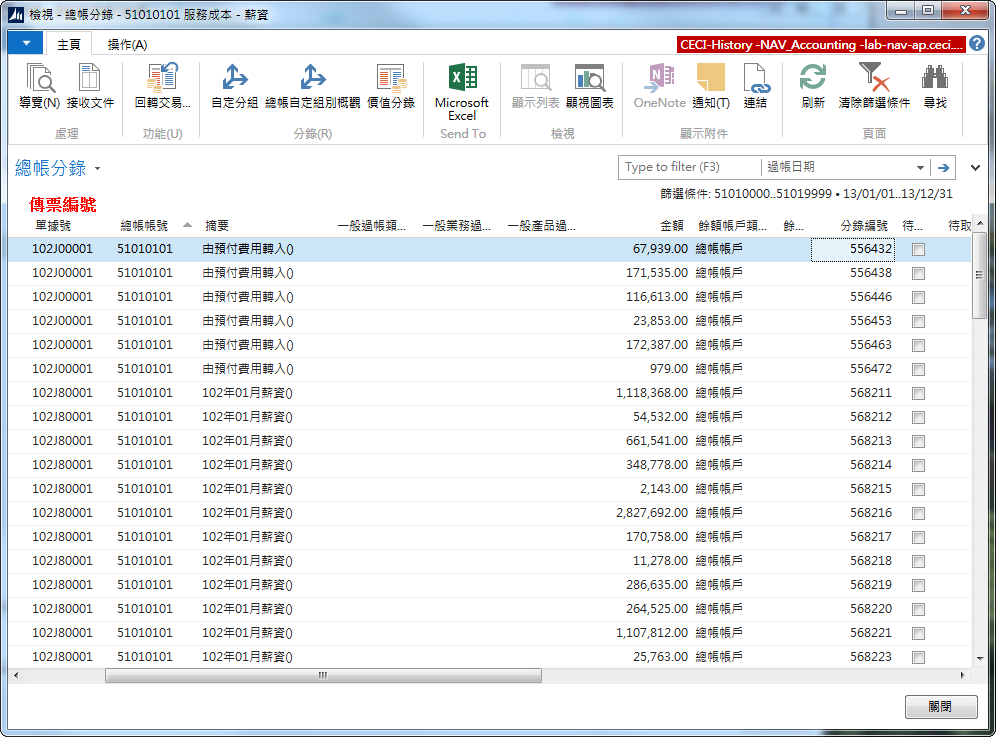 檢視 - 總帳分錄 - 51010101 服務成本 - 薪資
主頁 操作(A) CECI-History -NAV_Accounting -lab-nav-ap.ceci....
導覽(N) 接收文件 回轉交易... 自定分組 總帳自定組別概觀 價值分錄 Microsoft Excel 顯示列表 顯視圖表 OneNote 通知(T) 連結 刷新 清除篩選條件 尋找
處理 功能(U) 分錄(R) Send To 檢視 顯示附件 頁面
總帳分錄 Type to filter (F3) 過帳日期
篩選條件: 51010000..51019999 • 13/01/01..13/12/31
傳票編號
單據號 總帳帳號 摘要 一般過帳類... 一般業務過... 一般產品過... 金額 餘額帳戶類... 餘... 分錄編號 待... 待取
102J00001 51010101 由預付費用轉入() 67,939.00 總帳帳戶 556432
102J00001 51010101 由預付費用轉入() 171,535.00 總帳帳戶 556438
102J00001 51010101 由預付費用轉入() 116,613.00 總帳帳戶 556446
102J00001 51010101 由預付費用轉入() 23,853.00 總帳帳戶 556453
102J00001 51010101 由預付費用轉入() 172,387.00 總帳帳戶 556463
102J00001 51010101 由預付費用轉入() 979.00 總帳帳戶 556472
102J80001 51010101 102年01月薪資() 1,118,368.00 總帳帳戶 568211
102J80001 51010101 102年01月薪資() 54,532.00 總帳帳戶 568212
102J80001 51010101 102年01月薪資() 661,541.00 總帳帳戶 568213
102J80001 51010101 102年01月薪資() 348,778.00 總帳帳戶 568214
102J80001 51010101 102年01月薪資() 2,143.00 總帳帳戶 568215
102J80001 51010101 102年01月薪資() 2,827,692.00 總帳帳戶 568216
102J80001 51010101 102年01月薪資() 170,758.00 總帳帳戶 568217
102J80001 51010101 102年01月薪資() 11,278.00 總帳帳戶 568218
102J80001 51010101 102年01月薪資() 286,635.00 總帳帳戶 568219
102J80001 51010101 102年01月薪資() 264,525.00 總帳帳戶 568220
102J80001 51010101 102年01月薪資() 1,107,812.00 總帳帳戶 568221
102J80001 51010101 102年01月薪資() 25,763.00 總帳帳戶 568223
關閉